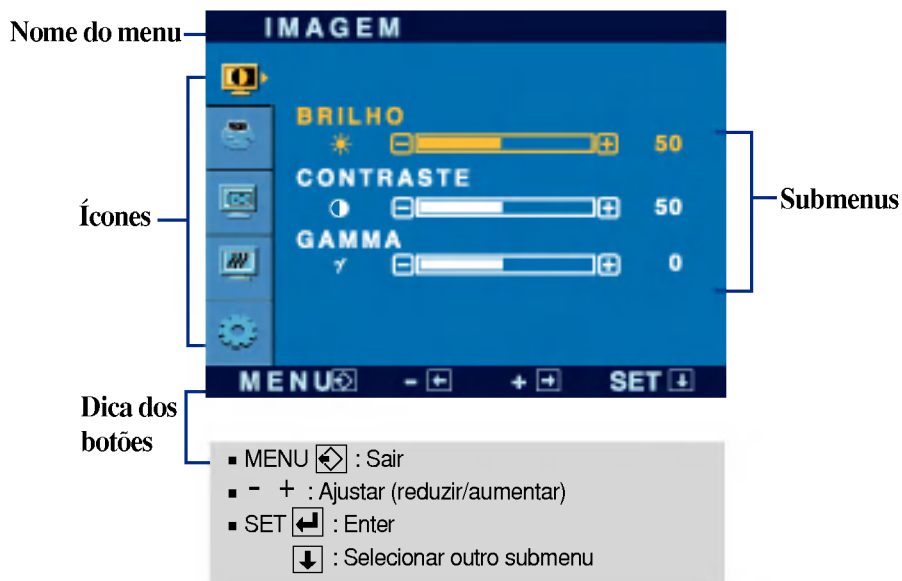 Nome do menu
IMAGEM
BRILHO
50
CONTRASTE
50
GAMMA
0
Ícones
Submenus
MENU - + SET
Dica dos
botões
▪ MENU : Sair
▪ - + : Ajustar (reduzir/aumentar)
▪ SET : Enter
: Selecionar outro submenu